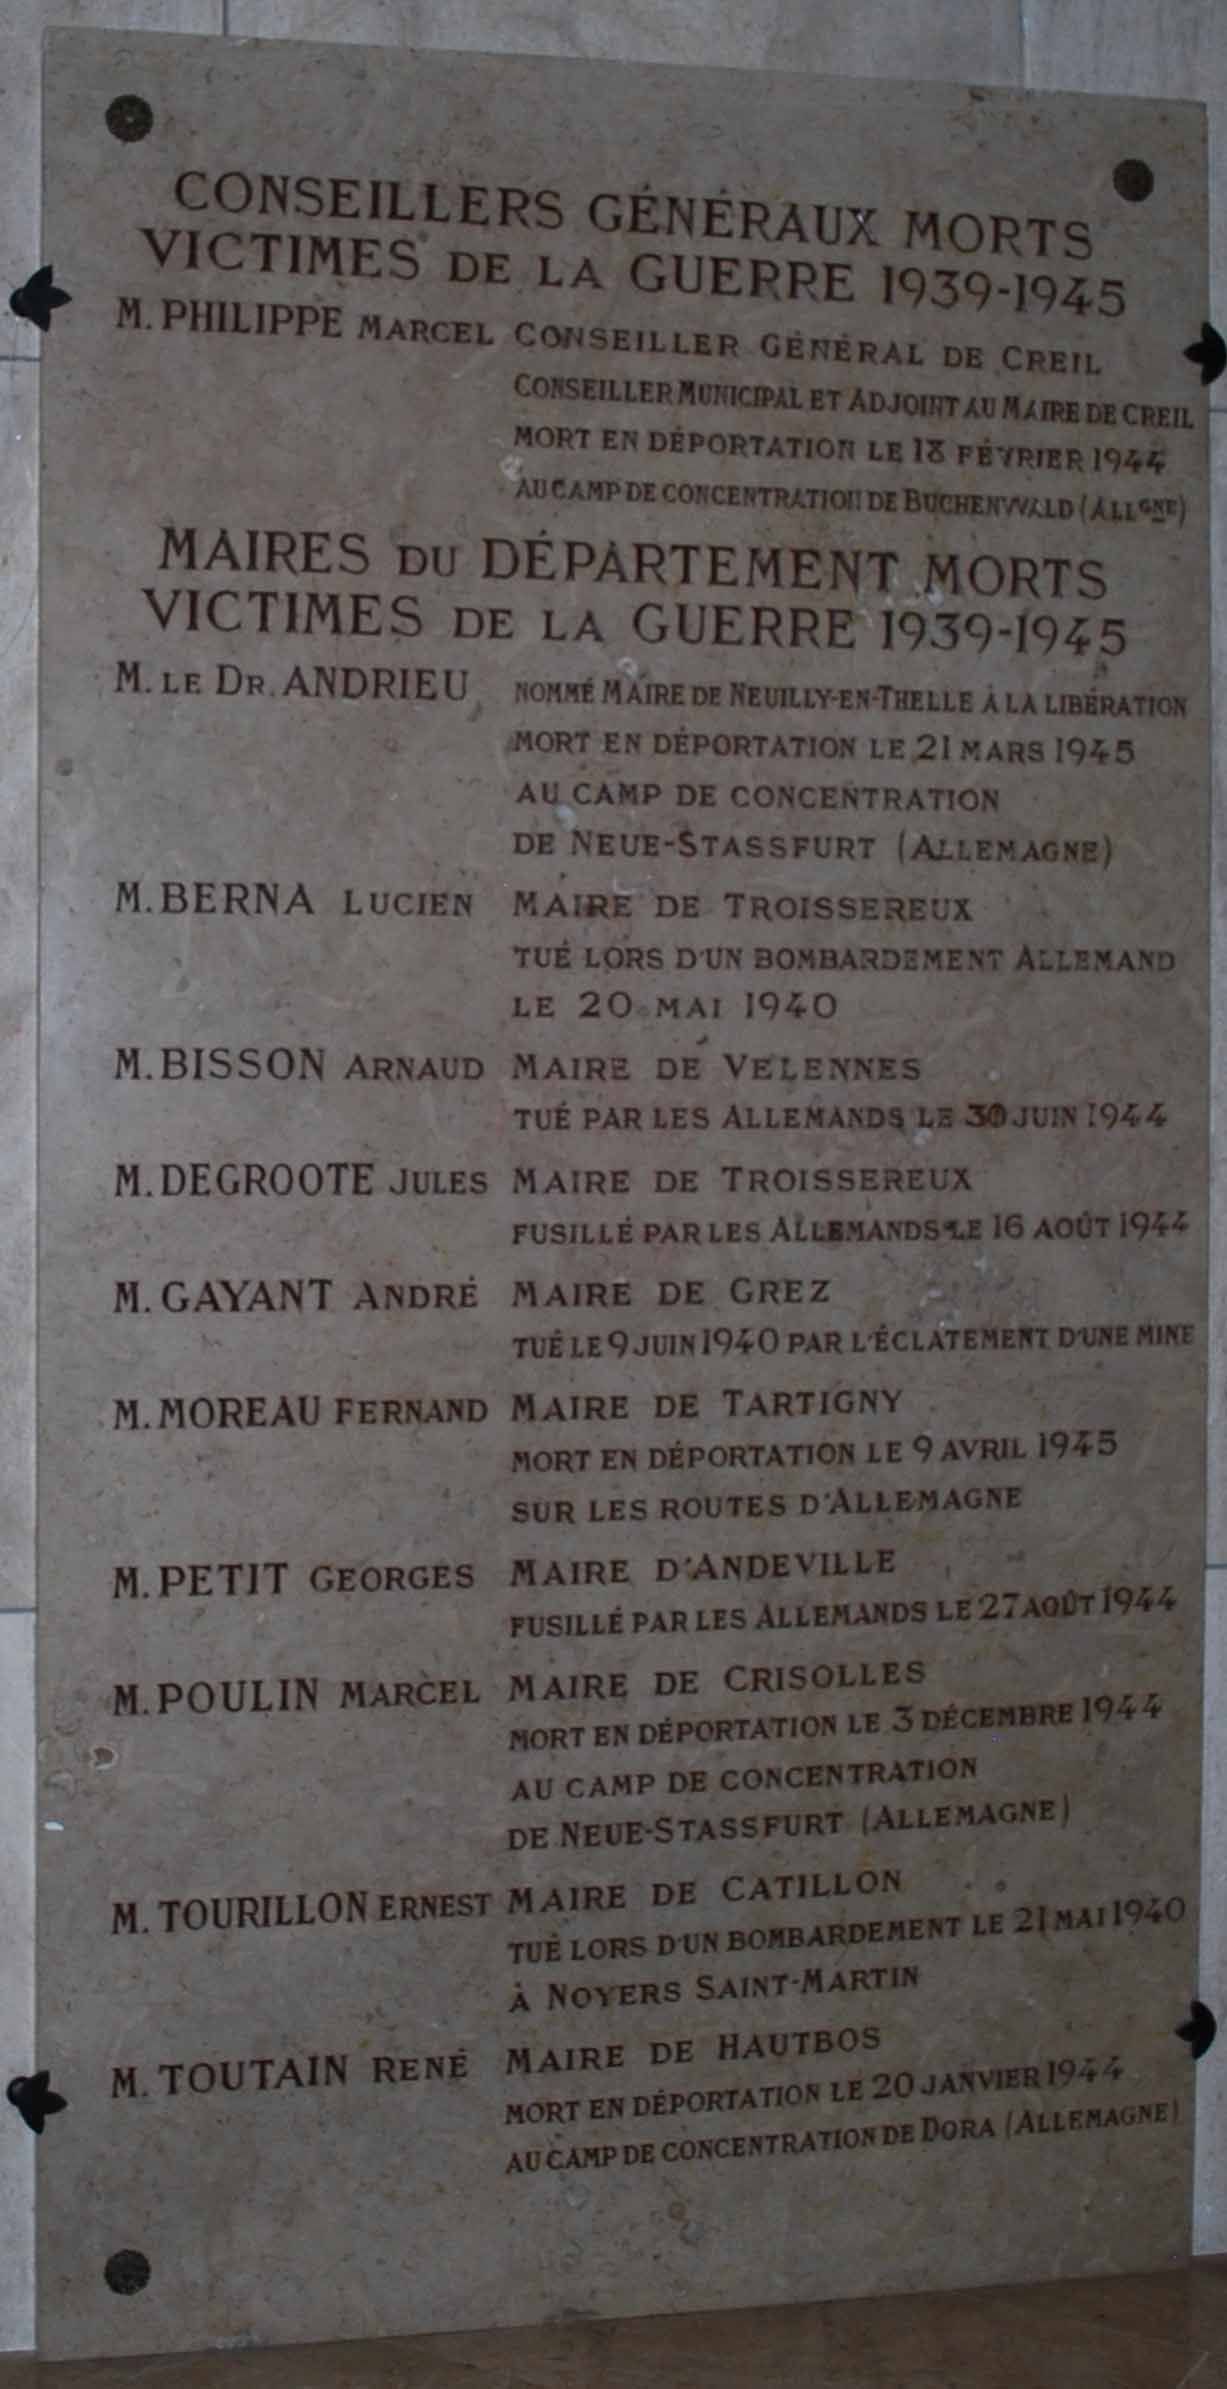 CONSEILLERS GÉNÉRAUX MORTS
VICTIMES DE LA GUERRE 1939-1945
M. PHILIPPE MARCEL CONSEILLER GÉNÉRAL DE CREIL
CONSEILLER MUNICIPAL ET ADJOINT AU MAIRE DE CREIL
MORT EN DÉPORTATION LE 18 FÉVRIER 1944
AU CAMP DE CONCENTRATION DE BUCHENWALD (ALLGNE)
MAIRES DU DÉPARTEMENT MORTS
VICTIMES DE LA GUERRE 1939-1945
M. LE DR. ANDRIEU NOMMÉ MAIRE DE NEUILLY-EN-THELLE À LA LIBÉRATION
MORT EN DÉPORTATION LE 21 MARS 1945
AU CAMP DE CONCENTRATION
DE NEUE-STASSFURT (ALLEMAGNE)
M. BERNA LUCIEN MAIRE DE TROISSEREUX
TUÉ LORS D'UN BOMBARDEMENT ALLEMAND
LE 20 MAI 1940
M. BISSON ARNAUD MAIRE DE VELENNES
TUÉ PAR LES ALLEMANDS LE 30 JUIN 1944
M. DEGROOTE JULES MAIRE DE TROISSEREUX
FUSILLÉ PAR LES ALLEMANDS LE 16 AOÛT 1944
M. GAYANT ANDRÉ MAIRE DE GREZ
TUÉ LE 9 JUIN 1940 PAR L'ÉCLATEMENT D'UNE MINE
M. MOREAU FERNAND MAIRE DE TARTIGNY
MORT EN DÉPORTATION LE 9 AVRIL 1945
SUR LES ROUTES D'ALLEMAGNE
M. PETIT GEORGES MAIRE D'ANDEVILLE
FUSILLÉ PAR LES ALLEMANDS LE 27 AOÛT 1944
M. POULIN MARCEL MAIRE DE CRISOLLES
MORT EN DÉPORTATION LE 3 DÉCEMBRE 1944
AU CAMP DE CONCENTRATION
DE NEUE-STASSFURT (ALLEMAGNE)
M. TOURILLON ERNEST MAIRE DE CATILLON
TUÉ LORS D'UN BOMBARDEMENT LE 21 MAI 1940
À NOYERS SAINT-MARTIN
M. TOUTAIN RENÉ MAIRE DE HAUTBOS
MORT EN DÉPORTATION LE 20 JANVIER 1944
AU CAMP DE CONCENTRATION DE DORA (ALLEMAGNE)